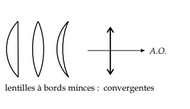 A.O.
lentilles à bords minces : convergentes